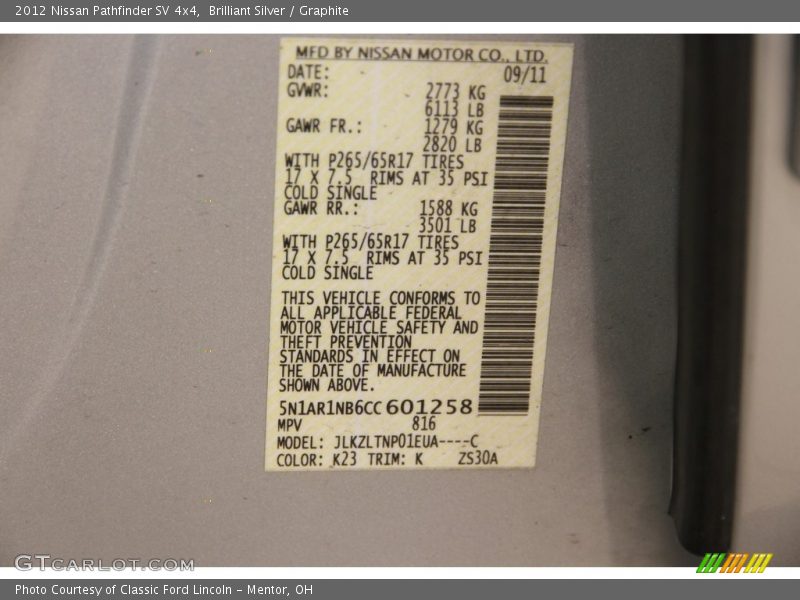 2012 Nissan Pathfinder SV 4x4, Brilliant Silver / Graphite
MFD BY NISSAN MOTOR CO., LTD.
DATE: 09/11
GVWR: 2773 KG
6113 LB
GAWR FR.: 1279 KG
2820 LB
WITH P265/65R17 TIRES
17 X 7.5 RIMS AT 35 PSI
COLD SINGLE
GAWR RR.: 1588 KG
3501 LB
WITH P265/65R17 TIRES
17 X 7.5 RIMS AT 35 PSI
COLD SINGLE
THIS VEHICLE CONFORMS TO
ALL APPLICABLE FEDERAL
MOTOR VEHICLE SAFETY AND
THEFT PREVENTION
STANDARDS IN EFFECT ON
THE DATE OF MANUFACTURE
SHOWN ABOVE.
5N1AR1NB6CC601258
MPV 816
MODEL: JLKZLTNP01EUA----C
COLOR: K23 TRIM: K ZS30A
GTCARLOT.COM
Photo Courtesy of Classic Ford Lincoln - Mentor, OH